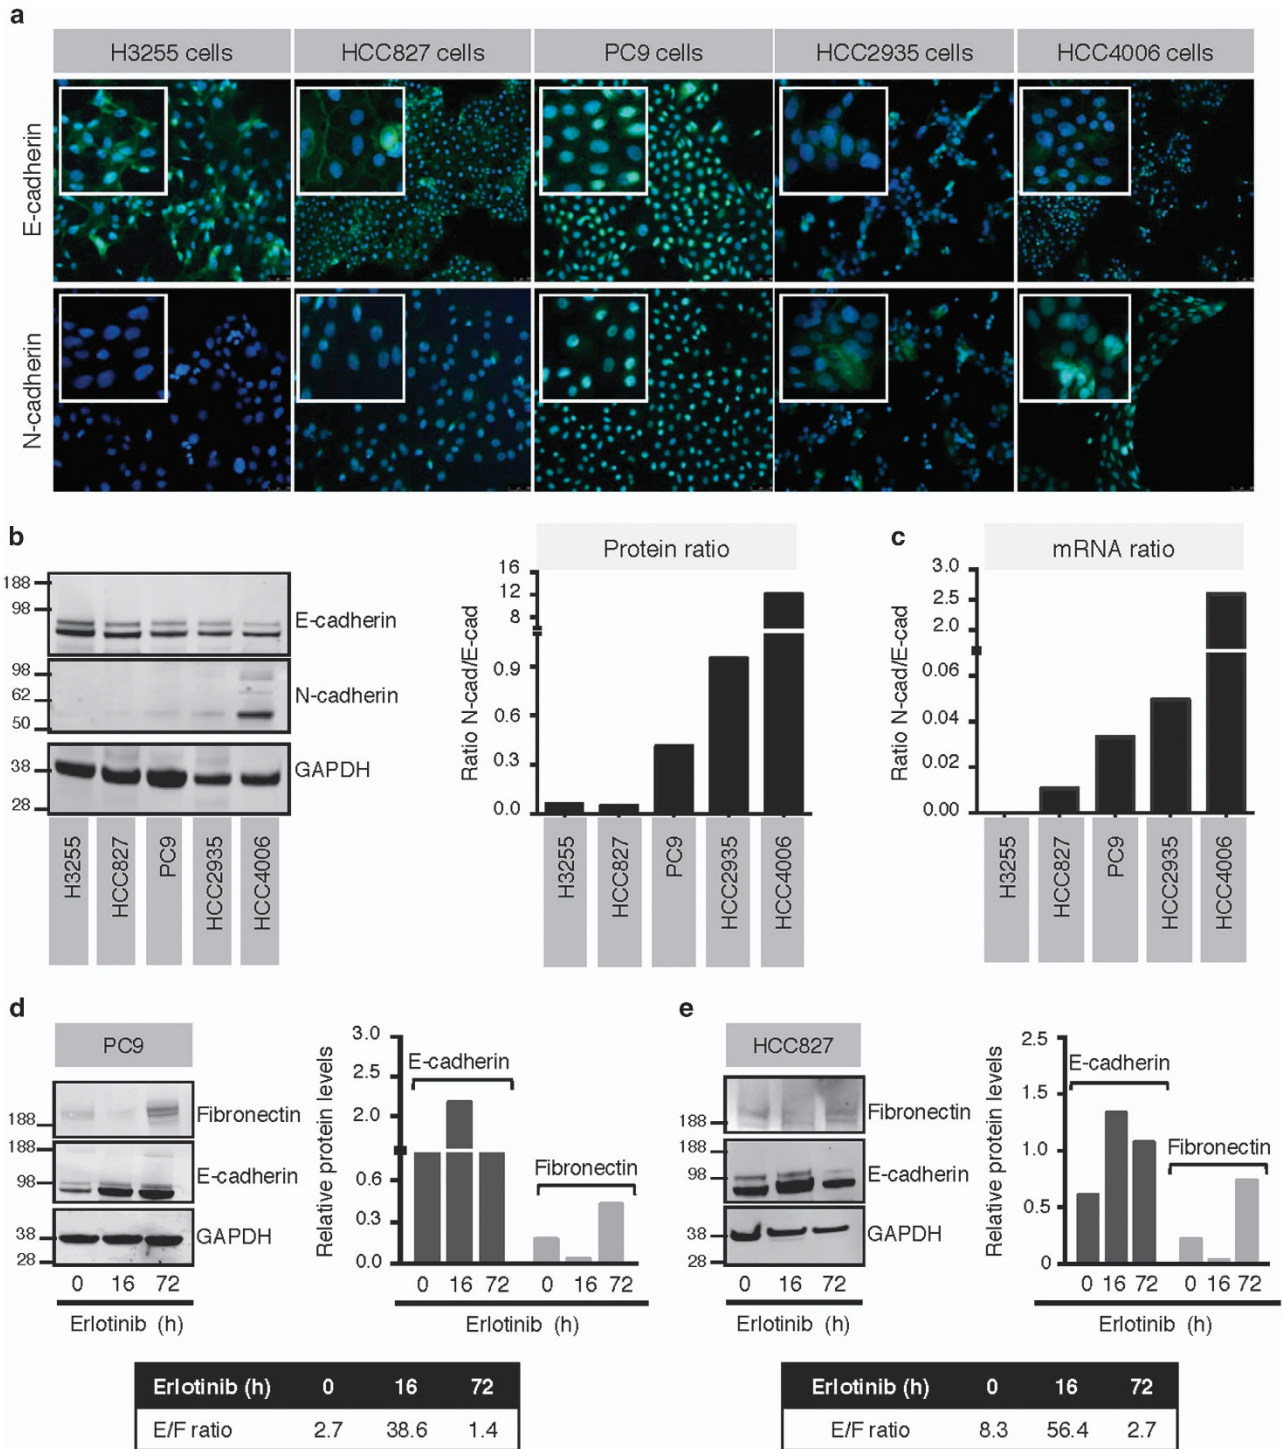 a
H3255 cells HCC827 cells PC9 cells HCC2935 cells HCC4006 cells
E-cadherin
N-cadherin
b
188
98
E-cadherin
98
62
50
N-cadherin
38
28
GAPDH
H3255 HCC827 PC9 HCC2935 HCC4006
Protein ratio
Ratio N-cad/E-cad
16
12
8
0.9
0.6
0.3
0.0
H3255 HCC827 PC9 HCC2935 HCC4006
c
mRNA ratio
Ratio N-cad/E-cad
3.0
2.5
2.0
0.06
0.04
0.02
0.00
H3255 HCC827 PC9 HCC2935 HCC4006
d
PC9
188
Fibronectin
188
98
E-cadherin
38
28
GAPDH
0 16 72
Erlotinib (h)
Relative protein levels
3.0
2.5
2.0
0.6
0.3
0.0
E-cadherin
Fibronectin
0 16 72 0 16 72
Erlotinib (h)
Erlotinib (h) 0 16 72
E/F ratio 2.7 38.6 1.4
e
HCC827
188
Fibronectin
188
98
E-cadherin
38
28
GAPDH
0 16 72
Erlotinib (h)
Relative protein levels
2.5
1.5
1.0
0.5
0
E-cadherin
Fibronectin
0 16 72 0 16 72
Erlotinib (h)
Erlotinib (h) 0 16 72
E/F ratio 8.3 56.4 2.7